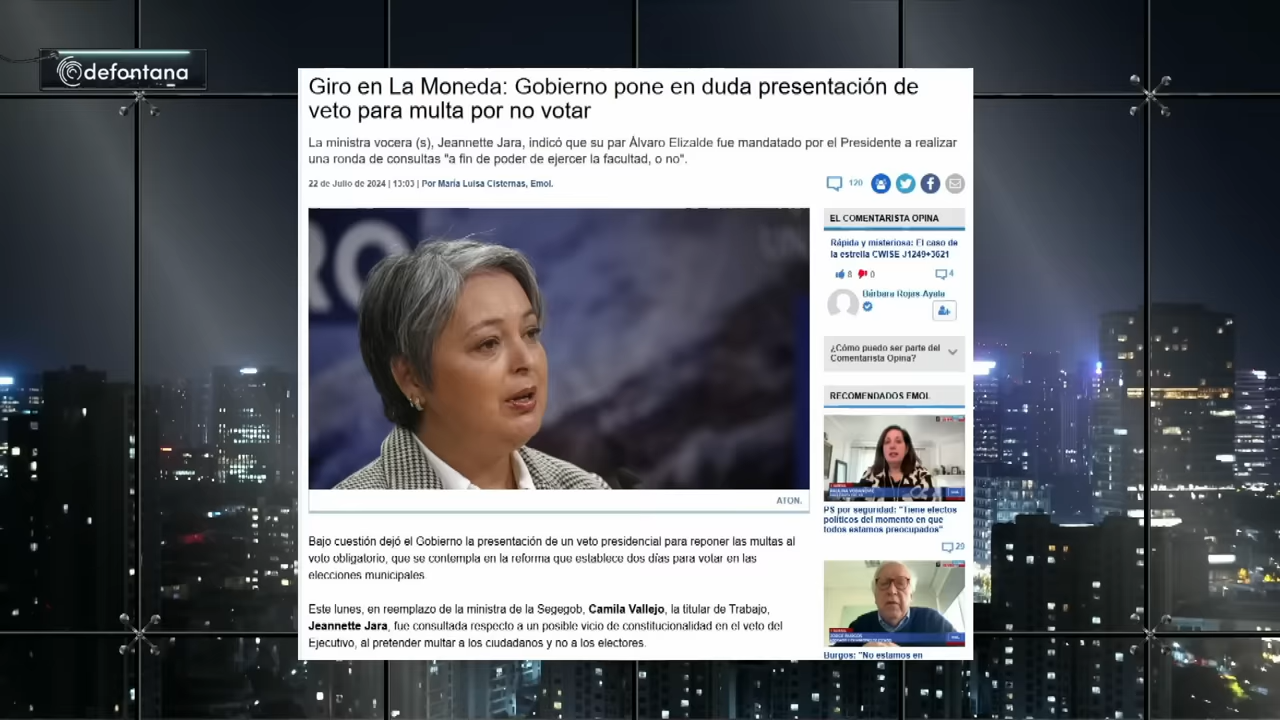 defontana
Giro en La Moneda: Gobierno pone en duda presentación de
veto para multa por no votar
La ministra vocera (s), Jeannette Jara, indicó que su par Álvaro Elizalde fue mandatado por el Presidente a realizar
una ronda de consultas "a fin de poder de ejercer la facultad, o no".
22 de Julio de 2024 | 13:03 | Por María Luisa Cisternas, Emol.
120
RO
ATON.
Bajo cuestión dejó el Gobierno la presentación de un veto presidencial para reponer las multas al
voto obligatorio, que se contempla en la reforma que establece dos días para votar en las
elecciones municipales.
Este lunes, en reemplazo de la ministra de la Segegob, Camila Vallejo, la titular de Trabajo,
Jeannette Jara, fue consultada respecto a un posible vicio de constitucionalidad en el veto del
Ejecutivo, al pretender multar a los ciudadanos y no a los electores.
EL COMENTARISTA OPINA
Rápida y misteriosa: El caso de
la estrella CWISE J1249+3621
8 0 4
Bárbara Rojas-Ayala
¿Cómo puedo ser parte del
Comentarista Opina?
RECOMENDADOS EMOL
PS por seguridad: "Tiene efectos
políticos del momento en que
todos estamos preocupados"
29
Burgos: "No estamos en